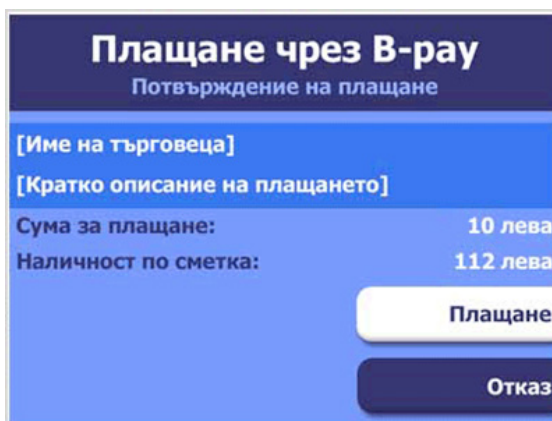 Плащане чрез B-pay
Потвърждение на плащане
[Име на търговеца]
[Кратко описание на плащането]
Сума за плащане: 10 лева
Наличност по сметка: 112 лева
Плащане
Отказ